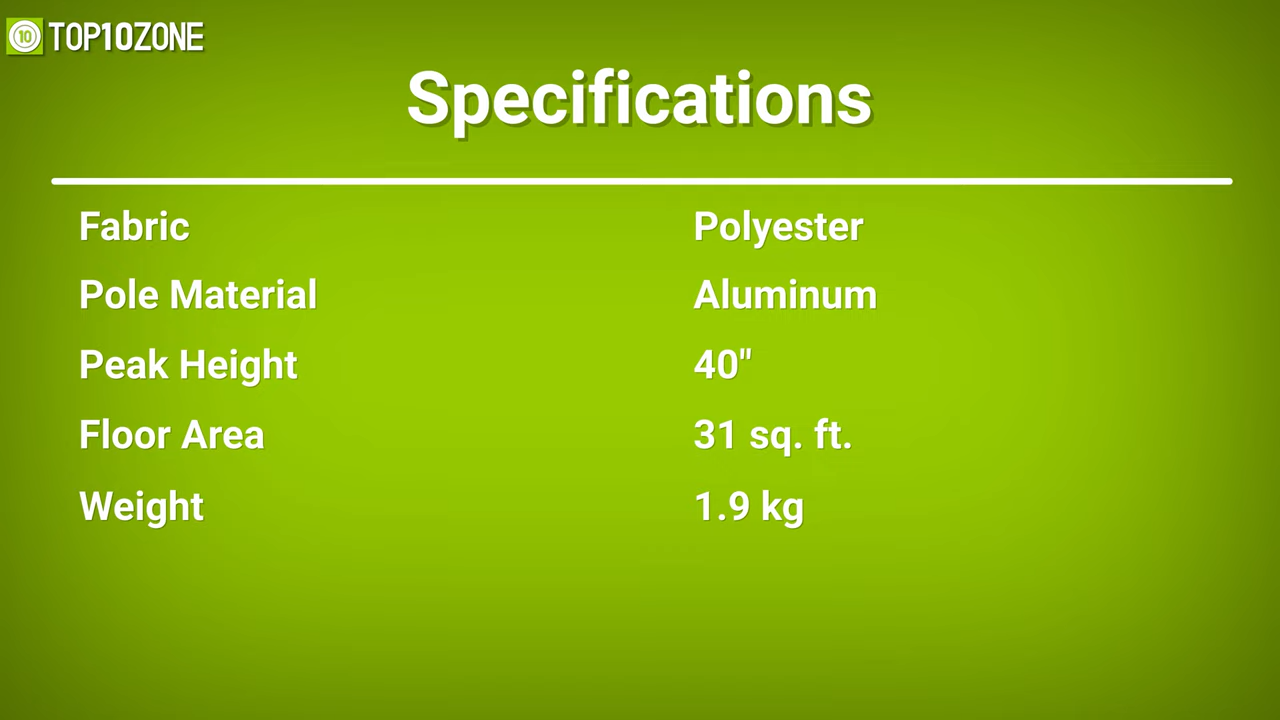 10 TOP10ZONE
Specifications
Fabric Polyester
Pole Material Aluminum
Peak Height 40"
Floor Area 31 sq. ft.
Weight 1.9 kg